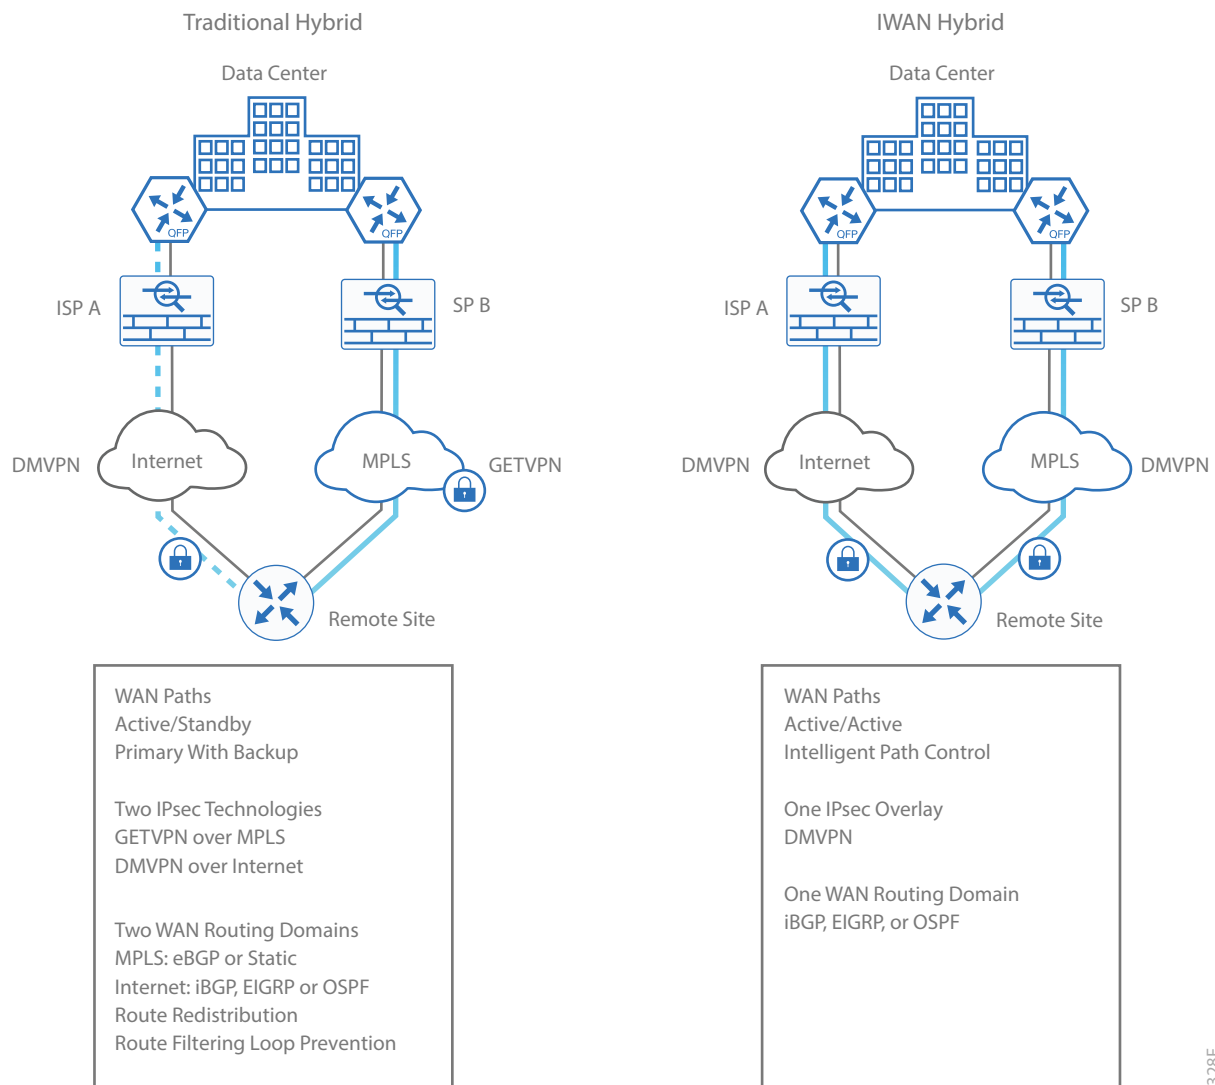 Traditional Hybrid
Data Center
QFP
QFP
ISP A
SP B
DMVPN
Internet
MPLS
GETVPN
Remote Site
WAN Paths
Active/Standby
Primary With Backup
Two IPsec Technologies
GETVPN over MPLS
DMVPN over Internet
Two WAN Routing Domains
MPLS: eBGP or Static
Internet: iBGP, EIGRP or OSPF
Route Redistribution
Route Filtering Loop Prevention
IWAN Hybrid
Data Center
QFP
QFP
ISP A
SP B
DMVPN
Internet
MPLS
DMVPN
Remote Site
WAN Paths
Active/Active
Intelligent Path Control
One IPsec Overlay
DMVPN
One WAN Routing Domain
iBGP, EIGRP, or OSPF